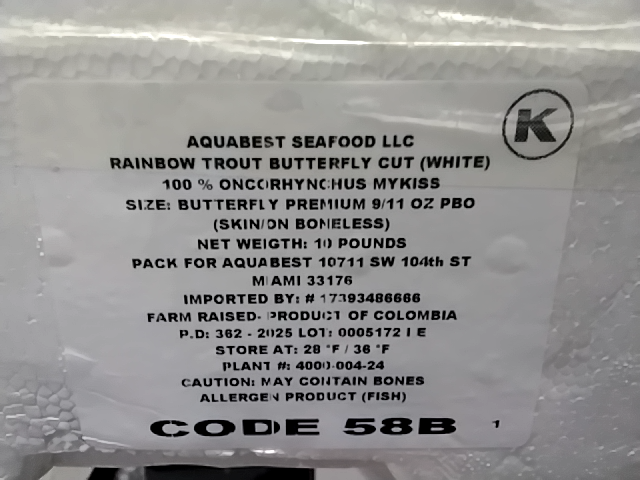 K
AQUABEST SEAFOOD LLC
RAINBOW TROUT BUTTERFLY CUT (WHITE)
100 % ONCORHYNCHUS MYKISS
SIZE: BUTTERFLY PREMIUM 9/11 OZ PBO
(SKIN/ON BONELESS)
NET WEIGTH: 10 POUNDS
PACK FOR AQUABEST 10711 SW 104th ST
MIAMI 33176
IMPORTED BY: # 17393486666
FARM RAISED- PRODUCT OF COLOMBIA
P.D: 362 - 2025 LOT: 0005172 I E
STORE AT: 28 °F / 36 °F
PLANT #: 4000-004-24
CAUTION: MAY CONTAIN BONES
ALLERGEN PRODUCT (FISH)
CODE 58B 1